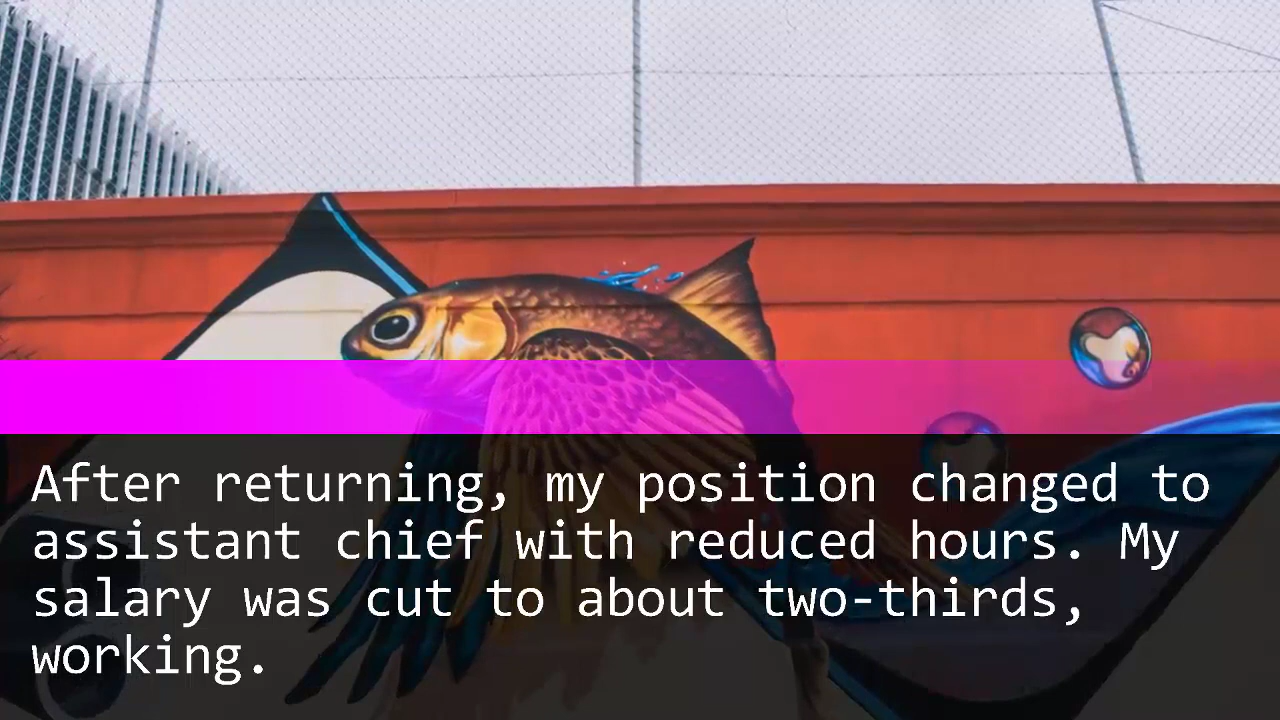 After returning, my position changed to
assistant chief with reduced hours. My
salary was cut to about two-thirds,
working.